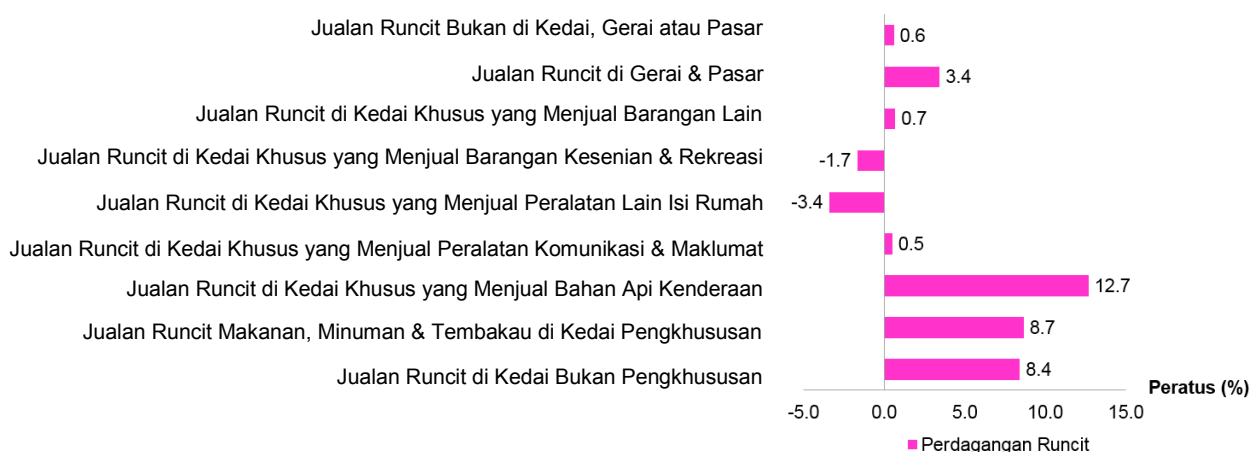 Jualan Runcit Bukan di Kedai, Gerai atau Pasar 0.6
Jualan Runcit di Gerai & Pasar 3.4
Jualan Runcit di Kedai Khusus yang Menjual Barangan Lain 0.7
Jualan Runcit di Kedai Khusus yang Menjual Barangan Kesenian & Rekreasi -1.7
Jualan Runcit di Kedai Khusus yang Menjual Peralatan Lain Isi Rumah -3.4
Jualan Runcit di Kedai Khusus yang Menjual Peralatan Komunikasi & Maklumat 0.5
Jualan Runcit di Kedai Khusus yang Menjual Bahan Api Kenderaan 12.7
Jualan Runcit Makanan, Minuman & Tembakau di Kedai Pengkhususan 8.7
Jualan Runcit di Kedai Bukan Pengkhususan 8.4
Peratus (%)
-5.0 0.0 5.0 10.0 15.0
Perdagangan Runcit